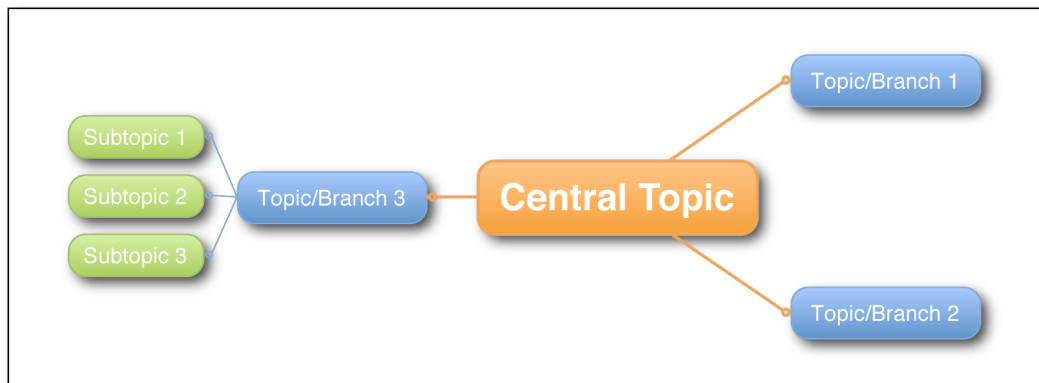 Topic/Branch 1
Subtopic 1
Subtopic 2
Topic/Branch 3
Central Topic
Subtopic 3
Topic/Branch 2